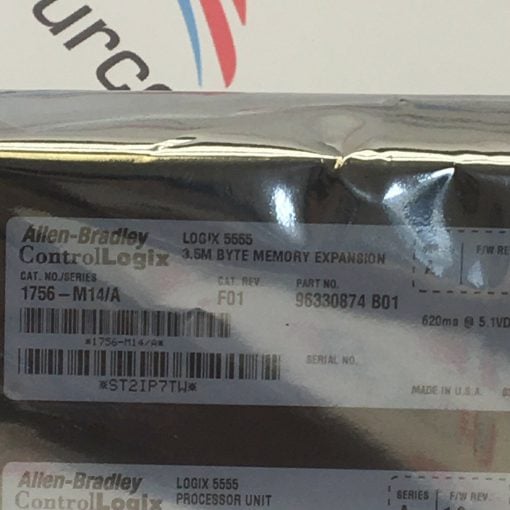 urc
Allen-Bradley
ControlLogix
LOGIX 5555
3.5M BYTE MEMORY EXPANSION
CAT. NO./SERIES
1756-M14/A
CAT. REV.
F01
PART NO.
96330874 B01
F/W RE
620ma @ 5.1VD
*1756-M14/A*
SERIAL NO.
*ST2IP7TW*
MADE IN U.S.A.
Allen-Bradley
ControlLogix
LOGIX 5555
PROCESSOR UNIT
SERIES
F/W REV.